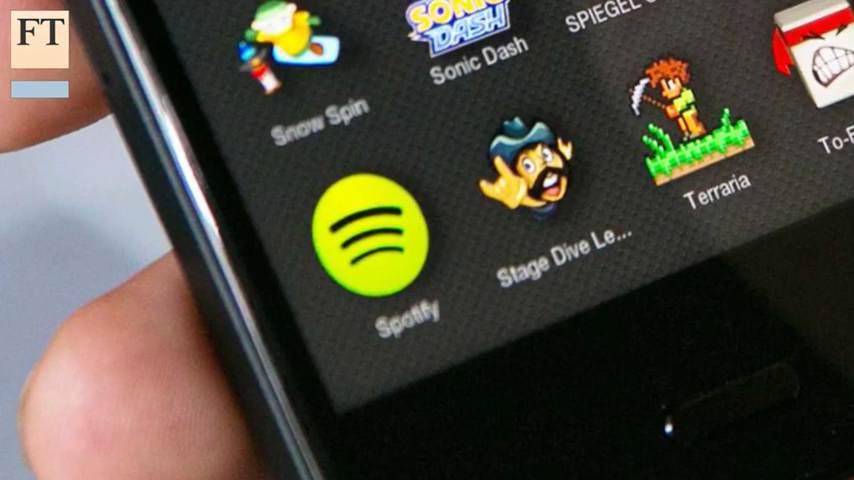 FT
SONIC
DASH
SPIEGEL
Snow Spin
Sonic Dash
Spotify
Stage Dive Le...
Terraria
To-